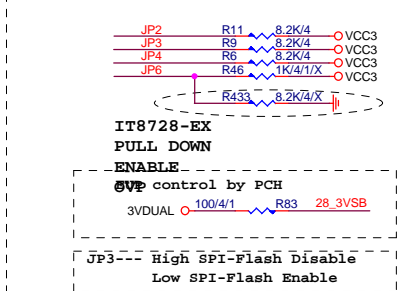 JP2 R11 8.2K/4 VCC3
JP3 R9 8.2K/4 VCC3
JP4 R6 8.2K/4 VCC3
JP6 R46 1K/4/1/X VCC3
R433 8.2K/4/X
IT8728-EX
PULL DOWN
ENABLE
OVP
control by PCH
3VDUAL 100/4/1 R83 28_3VSB
JP3--- High SPI-Flash Disable
Low SPI-Flash Enable